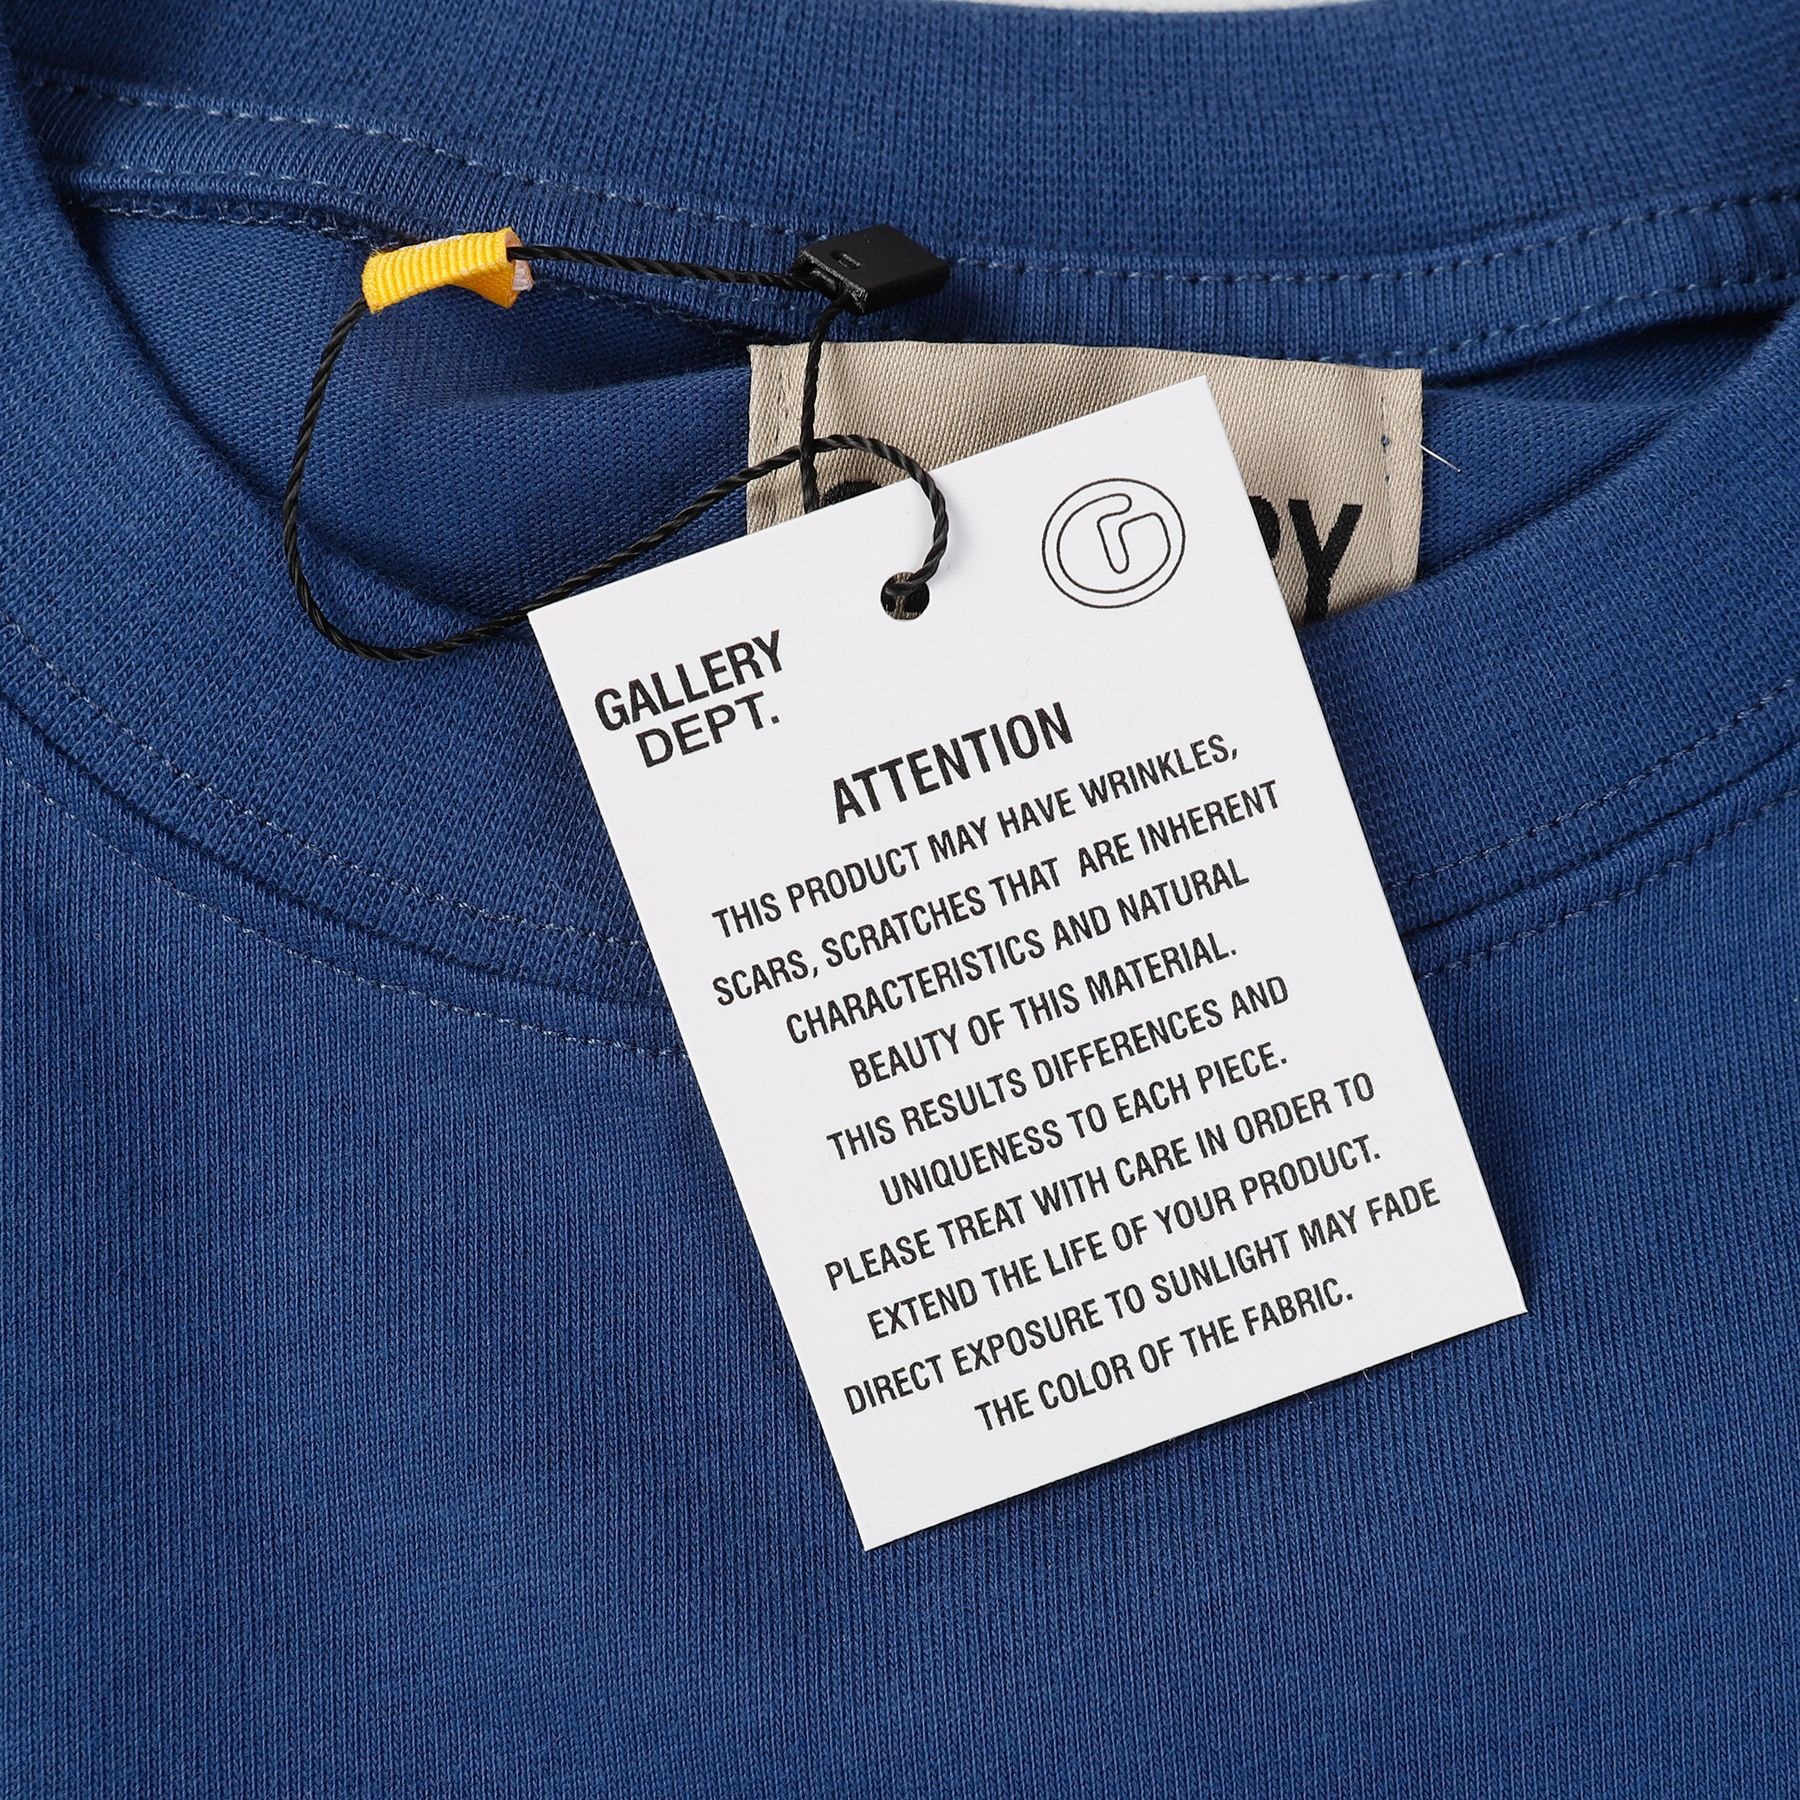 GALLERY
DEPT.
ATTENTION
THIS PRODUCT MAY HAVE WRINKLES,
SCARS, SCRATCHES THAT ARE INHERENT
CHARACTERISTICS AND NATURAL
BEAUTY OF THIS MATERIAL.
THIS RESULTS DIFFERENCES AND
UNIQUENESS TO EACH PIECE.
PLEASE TREAT WITH CARE IN ORDER TO
EXTEND THE LIFE OF YOUR PRODUCT.
DIRECT EXPOSURE TO SUNLIGHT MAY FADE
THE COLOR OF THE FABRIC.